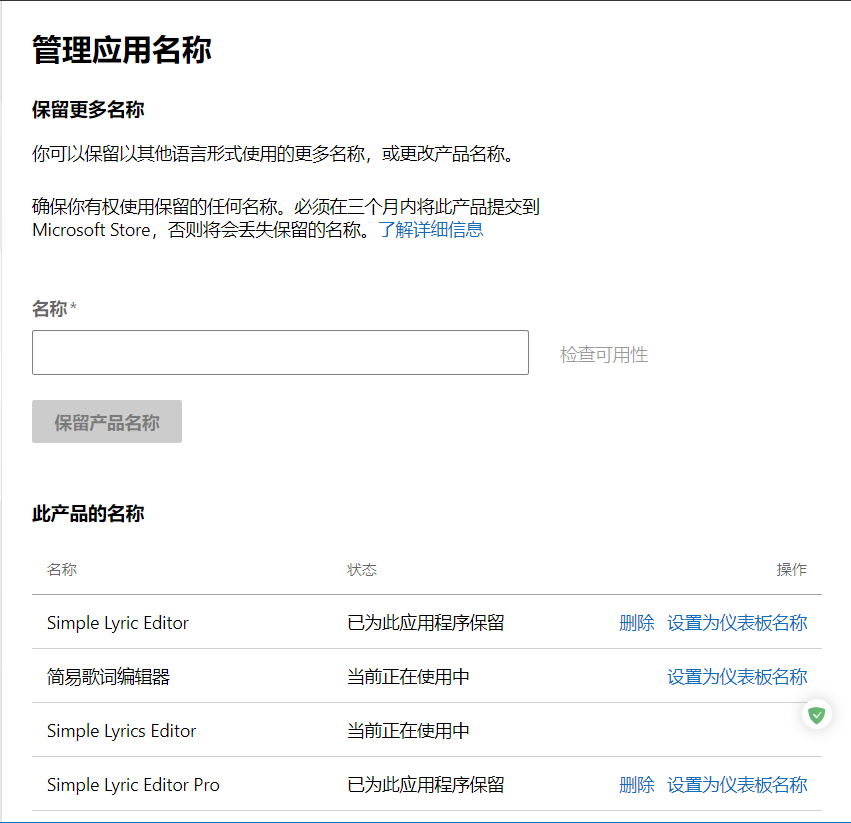 管理应用名称
保留更多名称
你可以保留以其他语言形式使用的更多名称，或更改产品名称。
确保你有权使用保留的任何名称。必须在三个月内将此产品提交到
Microsoft Store，否则将会丢失保留的名称。了解详细信息
名称*
检查可用性
保留产品名称
此产品的名称
名称 状态 操作
Simple Lyric Editor 已为此应用程序保留 删除 设置为仪表板名称
简易歌词编辑器 当前正在使用中 设置为仪表板名称
Simple Lyrics Editor 当前正在使用中
Simple Lyric Editor Pro 已为此应用程序保留 删除 设置为仪表板名称